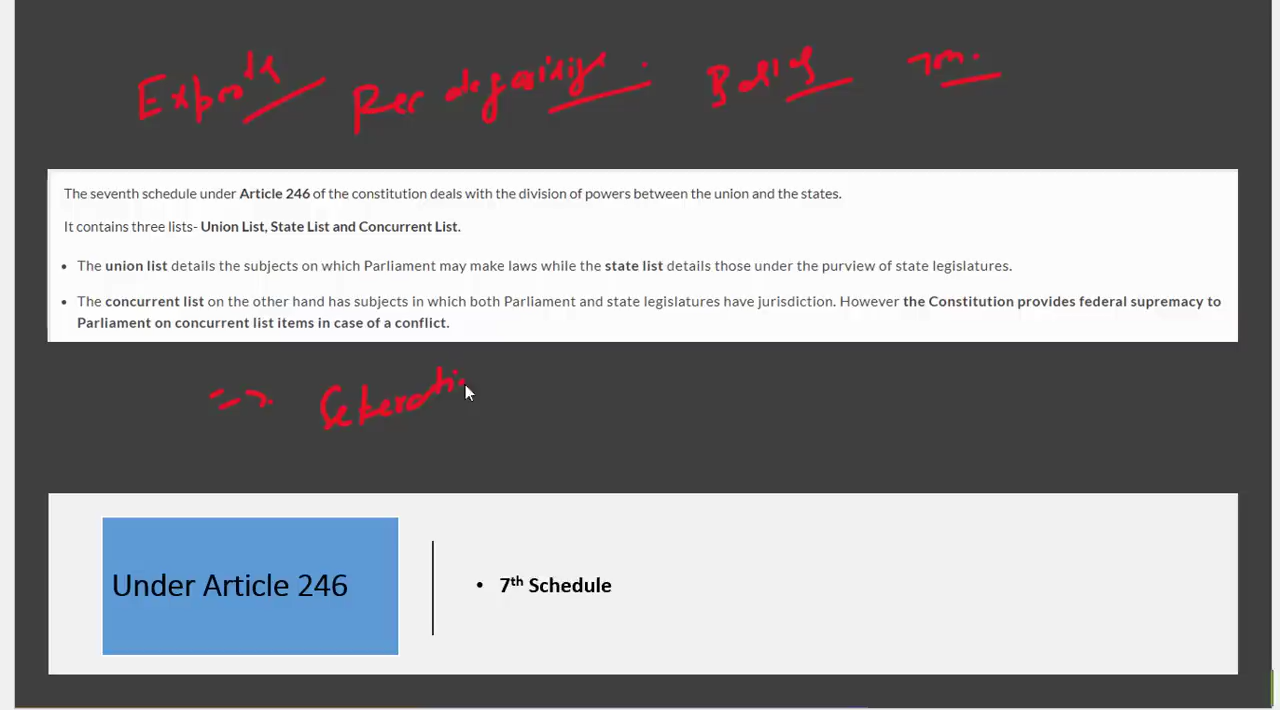 The seventh schedule under Article 246 of the constitution deals with the division of powers between the union and the states.
It contains three lists- Union List, State List and Concurrent List.
• The union list details the subjects on which Parliament may make laws while the state list details those under the purview of state legislatures.
• The concurrent list on the other hand has subjects in which both Parliament and state legislatures have jurisdiction. However the Constitution provides federal supremacy to
Parliament on concurrent list items in case of a conflict.
Under Article 246
• 7th Schedule